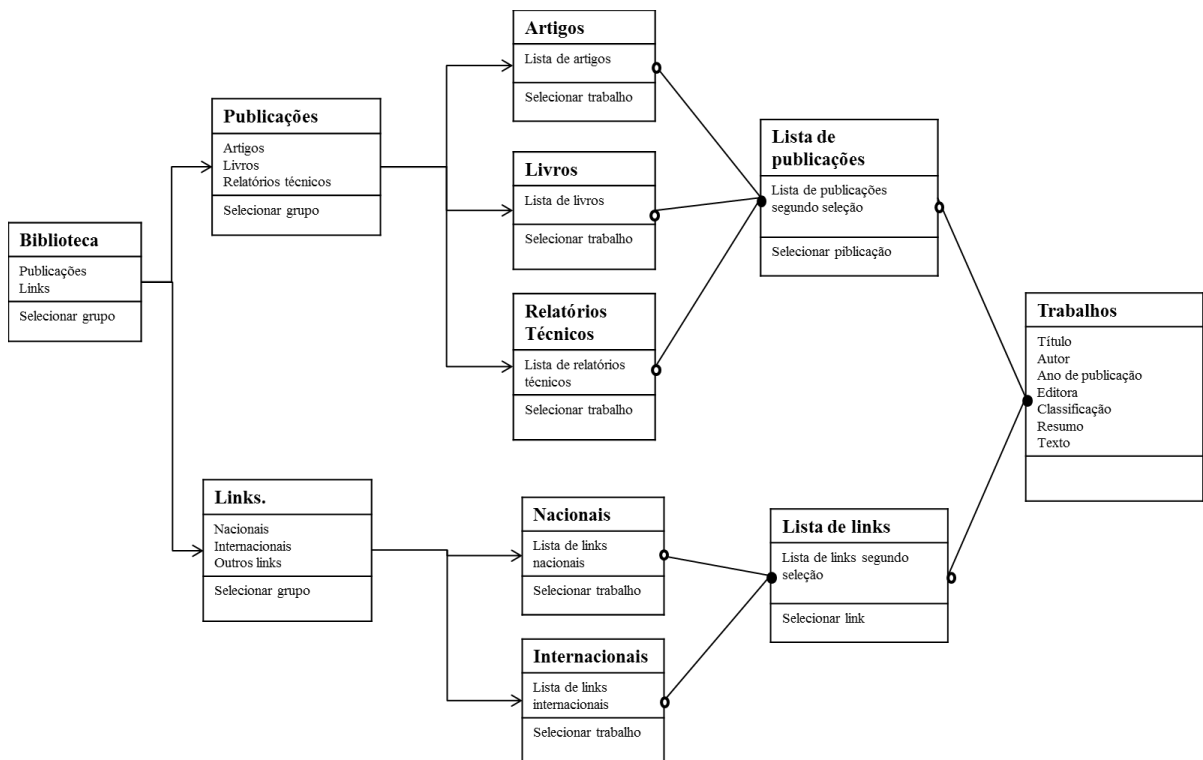 Biblioteca
Publicações
Links
Selecionar grupo
Publicações
Artigos
Livros
Relatórios técnicos
Selecionar grupo
Links.
Nacionais
Internacionais
Outros links
Selecionar grupo
Artigos
Lista de artigos
Selecionar trabalho
Livros
Lista de livros
Selecionar trabalho
Relatórios
Técnicos
Lista de relatórios
técnicos
Selecionar trabalho
Nacionais
Lista de links
nacionais
Selecionar trabalho
Internacionais
Lista de links
internacionais
Selecionar trabalho
Lista de
publicações
Lista de publicações
segundo seleção
Selecionar piblicação
Lista de links
Lista de links segundo
seleção
Selecionar link
Trabalhos
Título
Autor
Ano de publicação
Editora
Classificação
Resumo
Texto